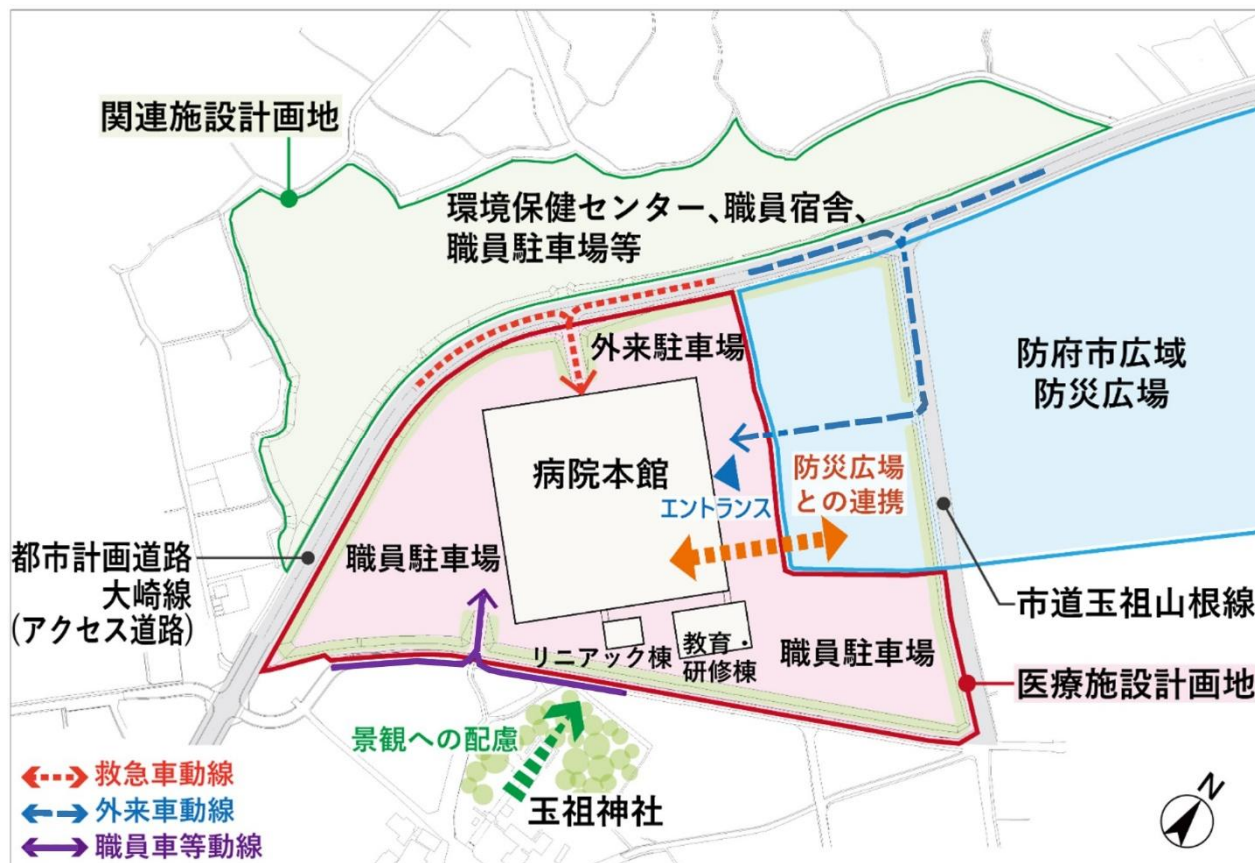 関連施設計画地
環境保健センター、職員宿舎、
職員駐車場等
外来駐車場
防府市広域
防災広場
病院本館
エントランス
防災広場
との連携
都市計画道路
大崎線
(アクセス道路)
職員駐車場
市道玉祖山根線
リニアック棟
教育・
研修棟
職員駐車場
医療施設計画地
景観への配慮
玉祖神社
救急車動線
外来車動線
職員車等動線
N